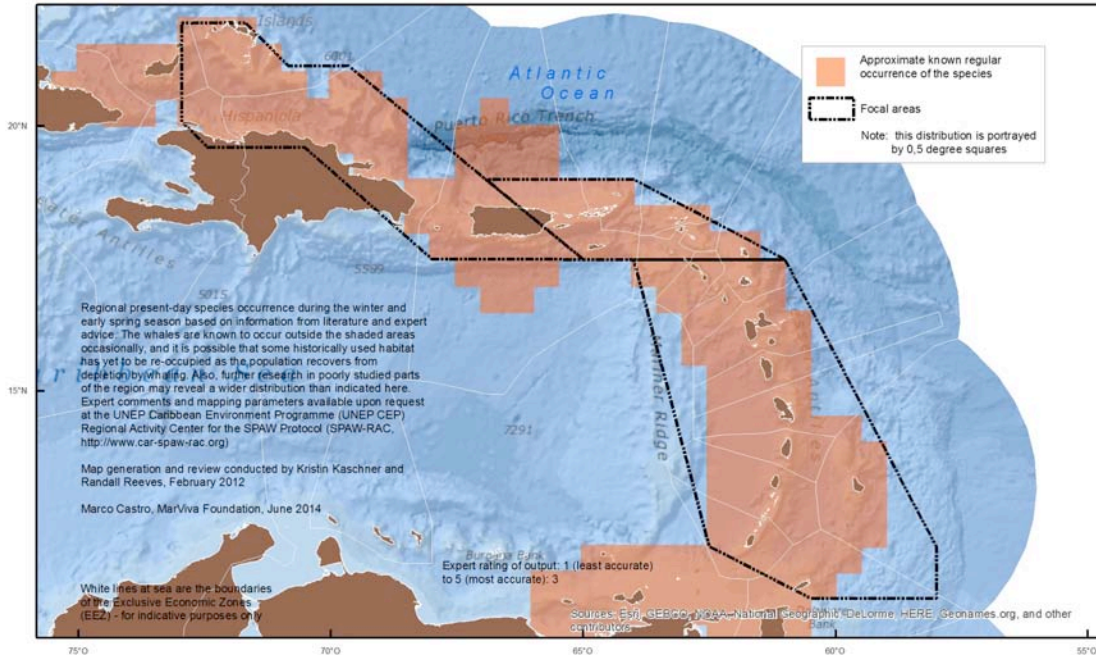 Islands
6001
Atlantic
Ocean
Approximate known regular
occurrence of the species
Focal areas
Note: this distribution is portrayed
by 0,5 degree squares
20°O
Puerto Rico Trench
Hispaniola
Antilles
5599
5015
Regional present-day species occurrence during the winter and
early spring season based on information from literature and expert
advice. The whales are known to occur outside the shaded areas
occasionally, and it is possible that some historically used habitat
has yet to be re-occupied as the population recovers from
depletion by whaling. Also, further research in poorly studied parts
of the region may reveal a wider distribution than indicated here.
Expert comments and mapping parameters available upon request
at the UNEP Caribbean Environment Programme (UNEP CEP)
Regional Activity Center for the SPAW Protocol (SPAW-RAC,
http://www.car-spaw-rac.org)
15°O
7291
Map generation and review conducted by Kristin Kaschner and
Randall Reeves, February 2012
Marco Castro, MarViva Foundation, June 2014
Expert rating of output: 1 (least accurate)
to 5 (most accurate): 3
White lines at sea are the boundaries
of the Exclusive Economic Zones
(EEZ) - for indicative purposes only
Sources: Esri, GEBCO, NOAA, National Geographic, DeLorme, HERE, Geonames.org, and other
contributors
Bank
75°O
70°O
65°O
60°O
55°O